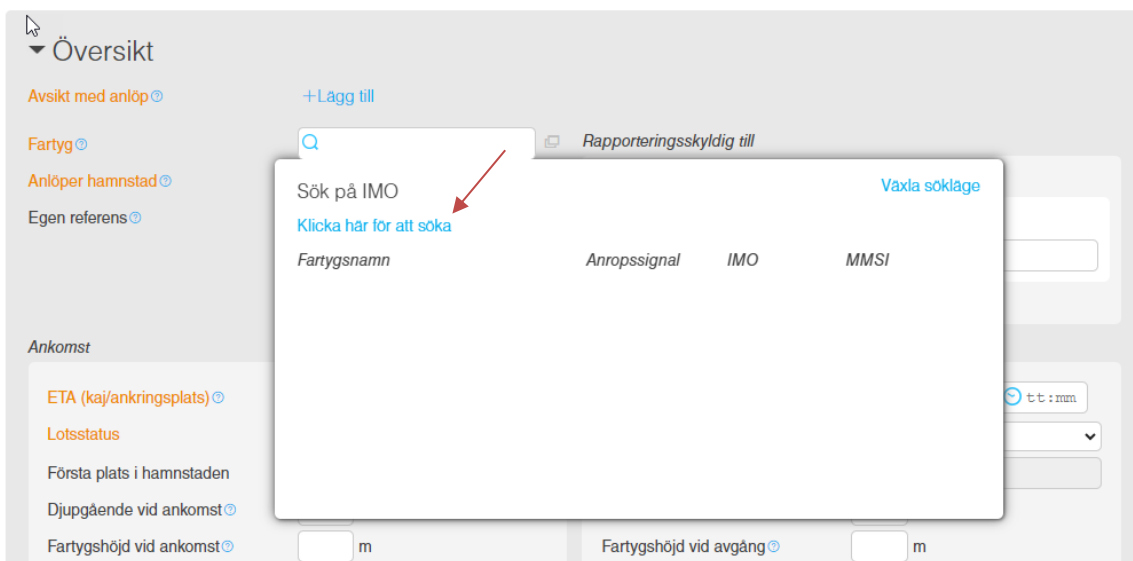 Översikt
Avsikt med anlöp
+Lägg till
Fartyg
Rapporteringsskyldig till
Anlöper hamnstad
Egen referens
Sök på IMO
Växla sökläge
Klicka här för att söka
Fartygsnamn Anropssignal IMO MMSI
Ankomst
ETA (kaj/ankringsplats)
tt:mm
Lotsstatus
Första plats i hamnstaden
Djupgående vid ankomst
Fartygshöjd vid ankomst m
Fartygshöjd vid avgång m